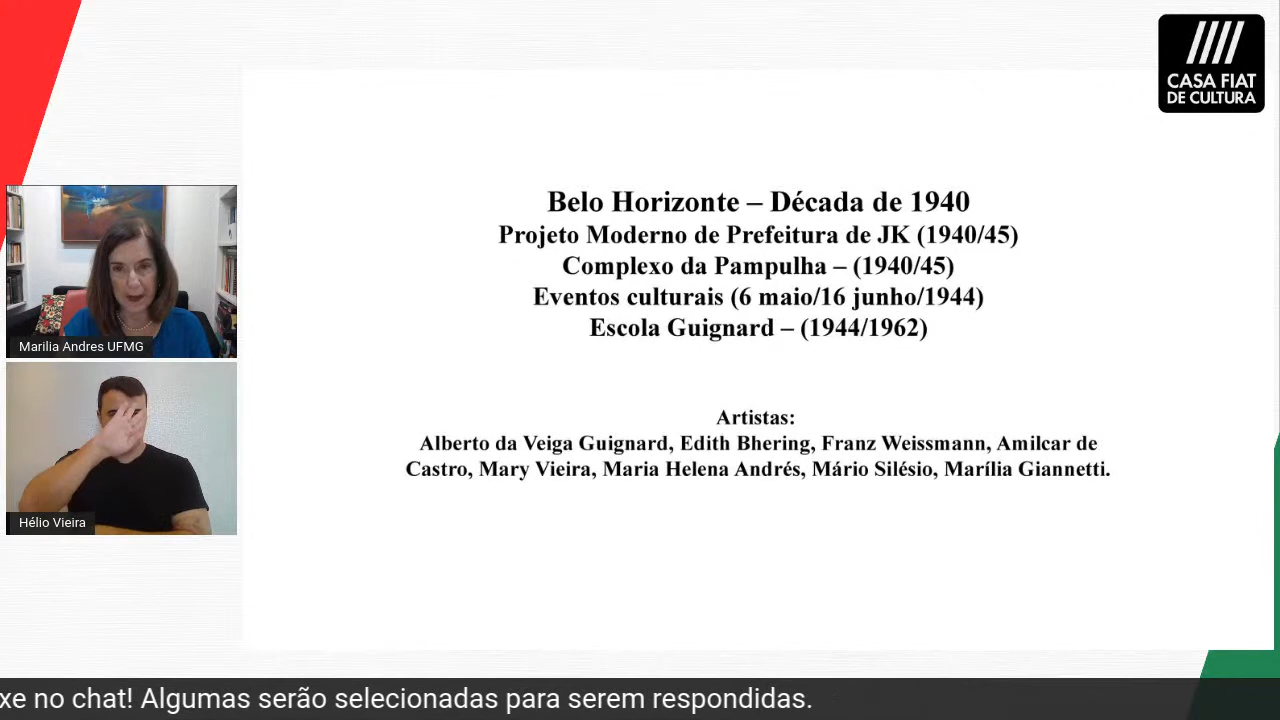 CASA FIAT
DE CULTURA
Belo Horizonte – Década de 1940
Projeto Moderno de Prefeitura de JK (1940/45)
Complexo da Pampulha – (1940/45)
Eventos culturais (6 maio/16 junho/1944)
Escola Guignard – (1944/1962)
Artistas:
Alberto da Veiga Guignard, Edith Bhering, Franz Weissmann, Amilcar de
Castro, Mary Vieira, Maria Helena Andrés, Mário Silésio, Marília Giannetti.
Marilia Andres UFMG
Hélio Vieira
xe no chat! Algumas serão selecionadas para serem respondidas.